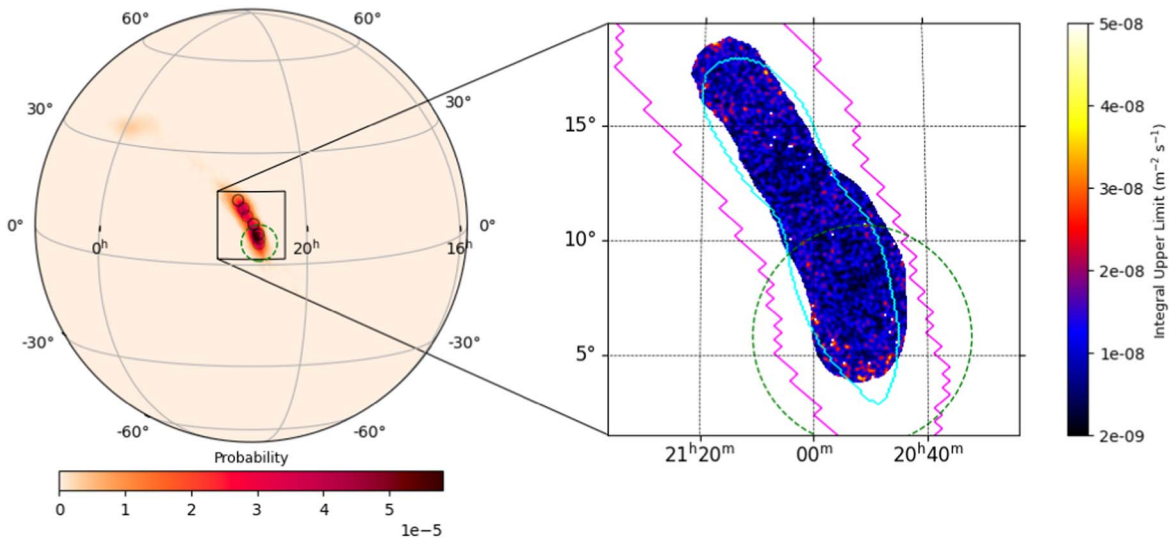 60°
60°
30°
30°
0°
0°
0h
20h
16h
-30°
-30°
-60°
-60°
Probability
0
1
2
3
4
5
1e-5
15°
10°
5°
21h20m
00m
20h40m
5e-08
4e-08
3e-08
2e-08
1e-08
2e-09
Integral Upper Limit (m⁻² s⁻¹)